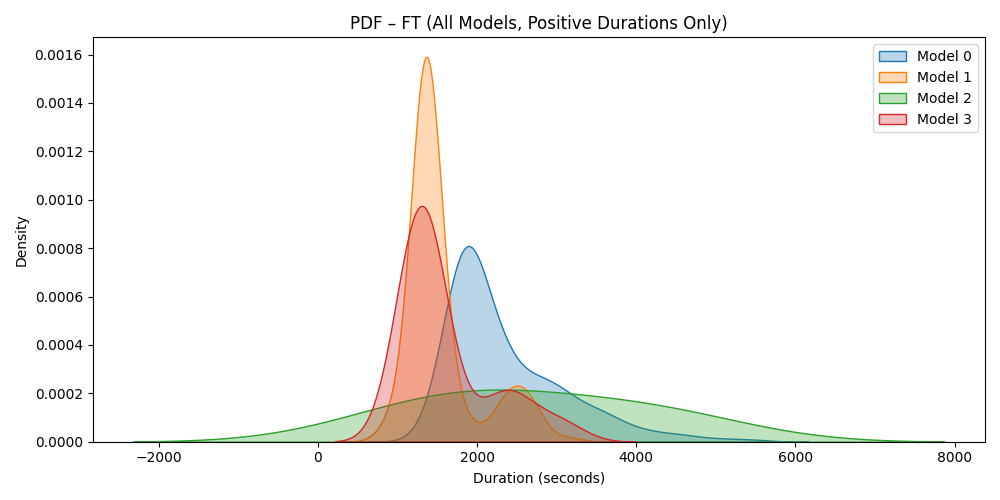 PDF – FT (All Models, Positive Durations Only)
Density
0.0016
0.0014
0.0012
0.0010
0.0008
0.0006
0.0004
0.0002
0.0000
Model 0
Model 1
Model 2
Model 3
−2000 0 2000 4000 6000 8000
Duration (seconds)